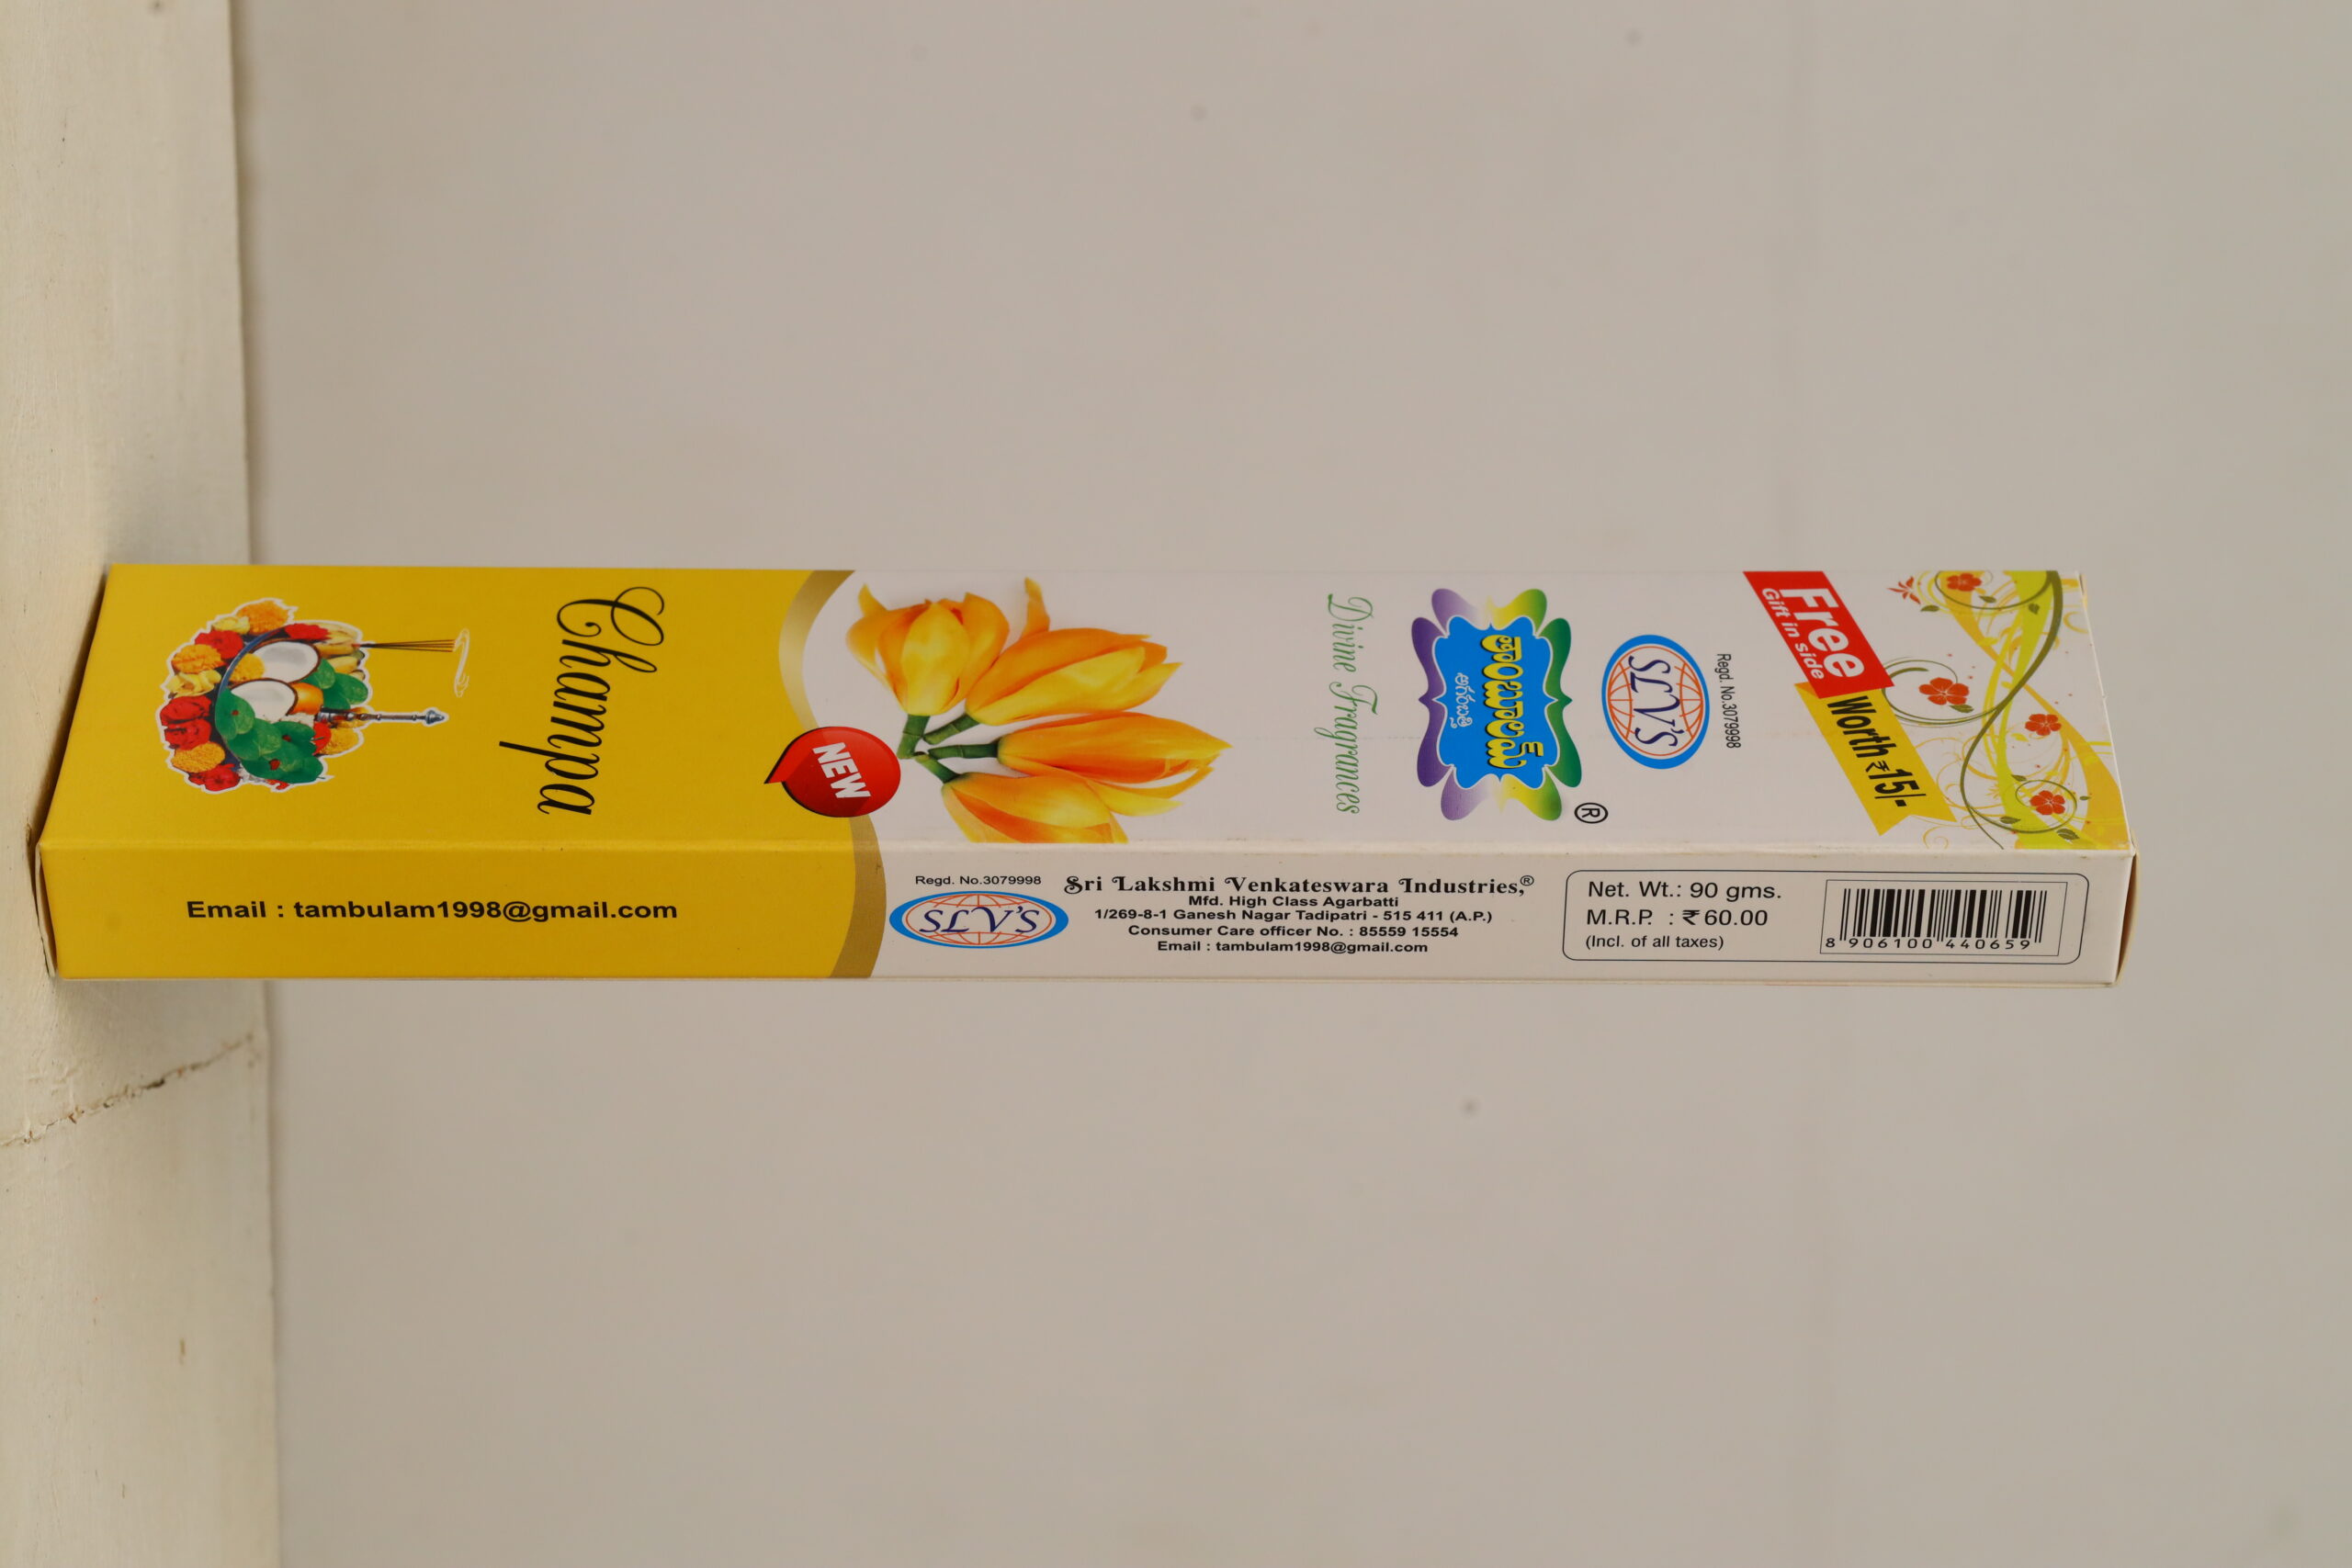 Free
Gift in side
Worth ₹15/-
Regd. No.3079998
SLV'S
®
తాంబూలమ్
అగరబత్తి
Divine Fragrances
NEW
Champa
Email : tambulam1998@gmail.com
Regd. No.3079998
SLV'S
Sri Lakshmi Venkateswara Industries,®
Mfd. High Class Agarbatti
1/269-8-1 Ganesh Nagar Tadipatri - 515 411 (A.P.)
Consumer Care officer No. : 85559 15554
Email : tambulam1998@gmail.com
Net. Wt.: 90 gms.
M.R.P. : ₹ 60.00
(Incl. of all taxes)
8 906100 440659